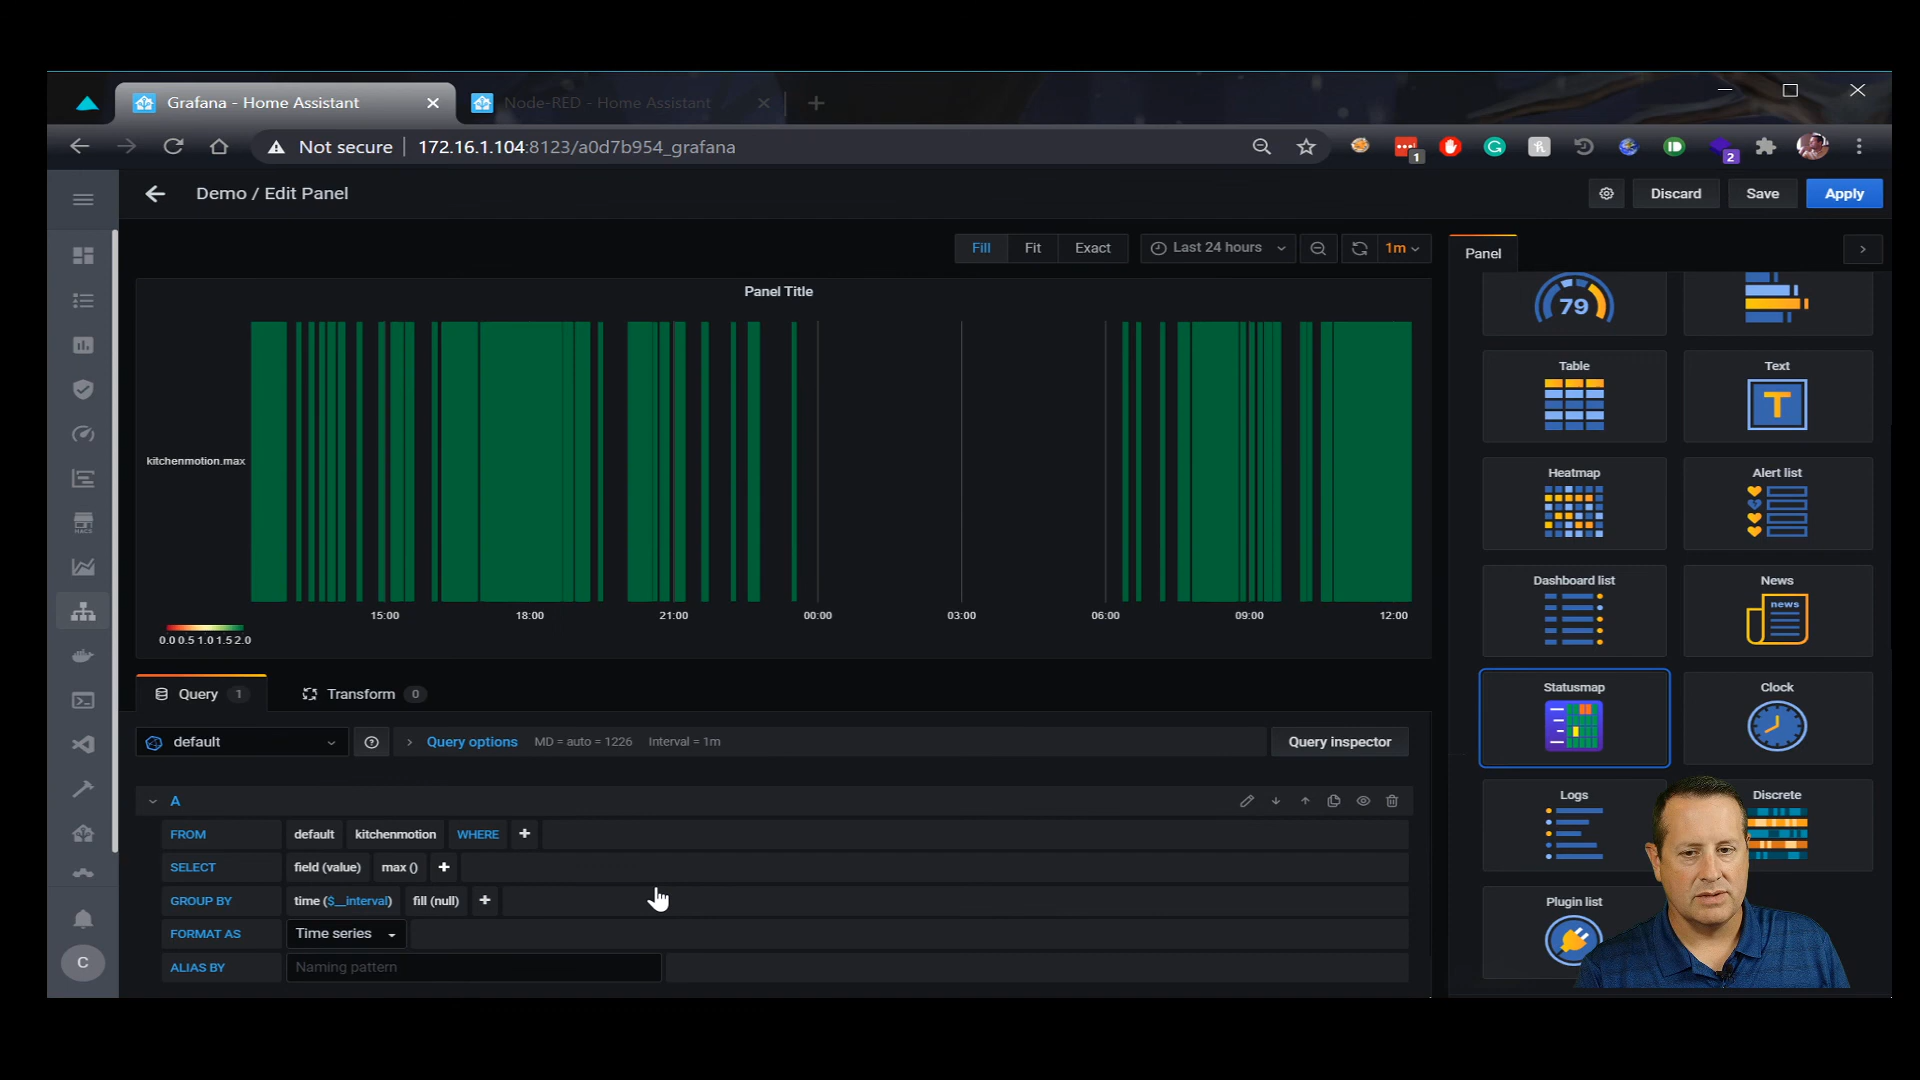 Grafana - Home Assistant
Node-RED - Home Assistant
Not secure
172.16.1.104:8123/a0d7b954_grafana
1
2
Demo / Edit Panel
Discard
Save
Apply
Fill
Fit
Exact
Last 24 hours
1m
Panel
Panel Title
kitchenmotion.max
15:00
18:00
21:00
00:00
03:00
06:00
09:00
12:00
0.0 0.5 1.0 1.5 2.0
79
Table
Text
T
Heatmap
Alert list
Dashboard list
News
news
Statusmap
Clock
Logs
Discrete
Plugin list
HACS
Query 1
Transform 0
default
Query options
MD = auto = 1226
Interval = 1m
Query inspector
A
FROM default kitchenmotion WHERE +
SELECT field (value) max () +
GROUP BY time ($__interval) fill (null) +
FORMAT AS Time series
ALIAS BY Naming pattern
C